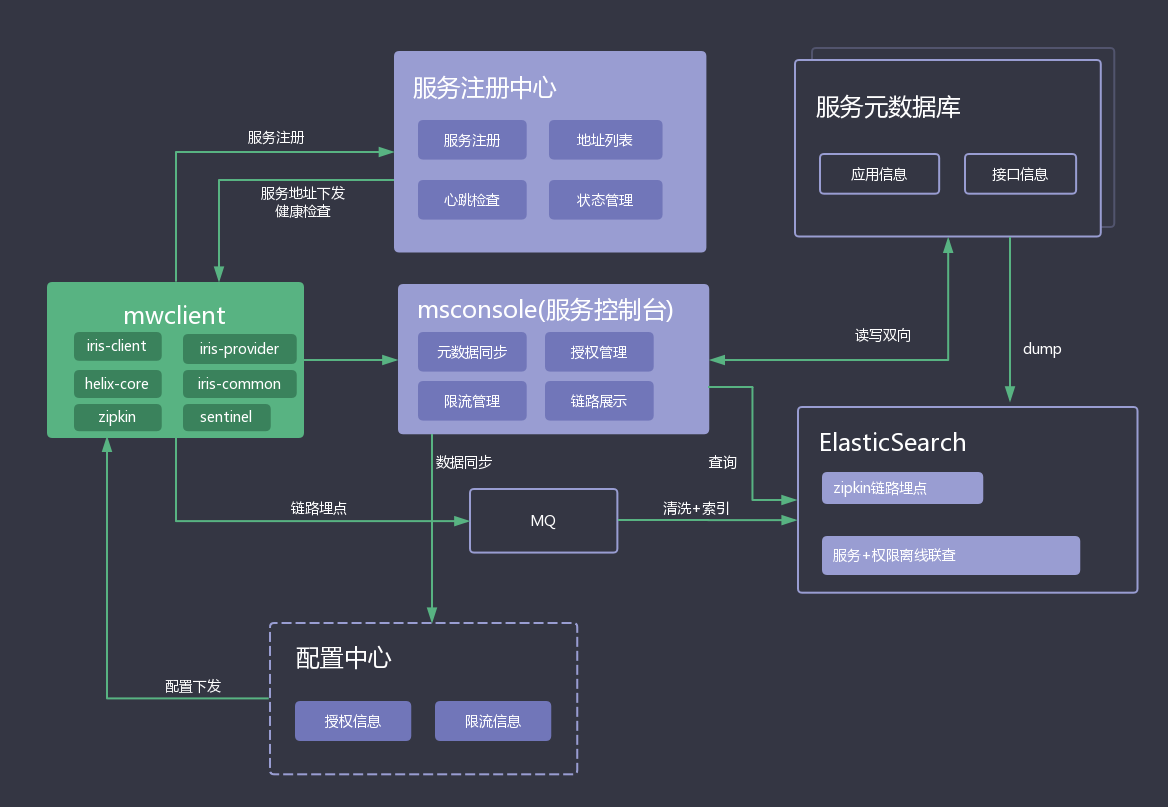 服务注册中心
服务注册
地址列表
心跳检查
状态管理
服务元数据库
应用信息
接口信息
服务注册
服务地址下发
健康检查
mwclient
iris-client
iris-provider
helix-core
iris-common
zipkin
sentinel
msconsole(服务控制台)
元数据同步
授权管理
限流管理
链路展示
读写双向
dump
数据同步
查询
链路埋点
MQ
清洗+索引
ElasticSearch
zipkin链路埋点
服务+权限离线联查
配置中心
授权信息
限流信息
配置下发